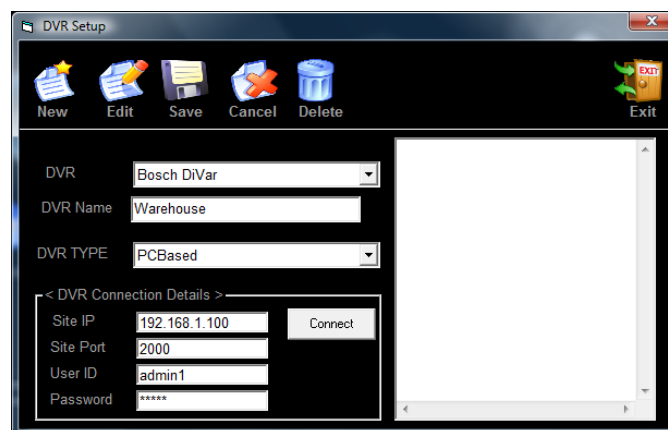 DVR Setup
New Edit Save Cancel Delete EXIT Exit
DVR Bosch DiVar
DVR Name Warehouse
DVR TYPE PCBased
< DVR Connection Details >
Site IP 192.168.1.100 Connect
Site Port 2000
User ID admin1
Password *****